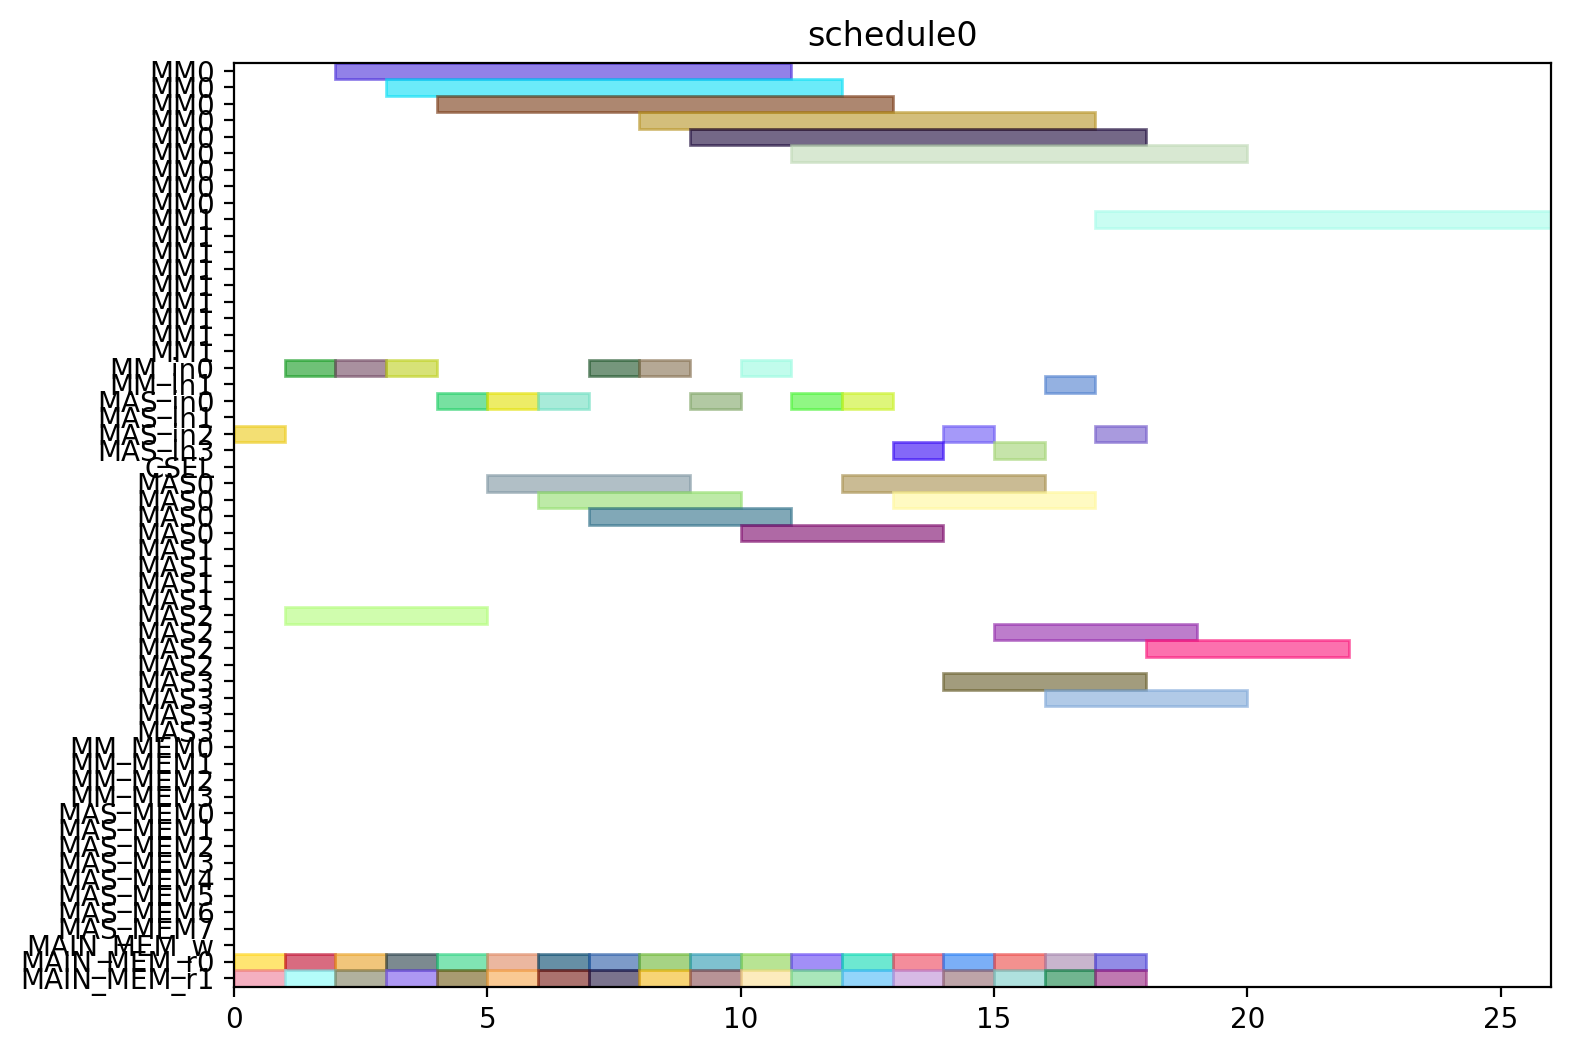 schedule0
MM0
MM0
MM0
MM0
MM0
MM0
MM0
MM0
MM0
MM1
MM1
MM1
MM1
MM1
MM1
MM1
MM1
MM1
MM_in0
MM_in1
MAS_in0
MAS_in1
MAS_in2
MAS_in3
CSEL
MAS0
MAS0
MAS0
MAS0
MAS1
MAS1
MAS1
MAS1
MAS2
MAS2
MAS2
MAS2
MAS3
MAS3
MAS3
MAS3
MM_MEM0
MM_MEM1
MM_MEM2
MM_MEM3
MAS_MEM0
MAS_MEM1
MAS_MEM2
MAS_MEM3
MAS_MEM4
MAS_MEM5
MAS_MEM6
MAS_MEM7
MAIN_MEM_w
MAIN_MEM_r0
MAIN_MEM_r1
0 5 10 15 20 25